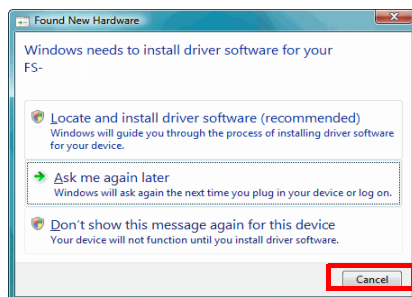 Found New Hardware
Windows needs to install driver software for your
FS-
Locate and install driver software (recommended)
Windows will guide you through the process of installing driver software
for your device.
Ask me again later
Windows will ask again the next time you plug in your device or log on.
Don't show this message again for this device
Your device will not function until you install driver software.
Cancel